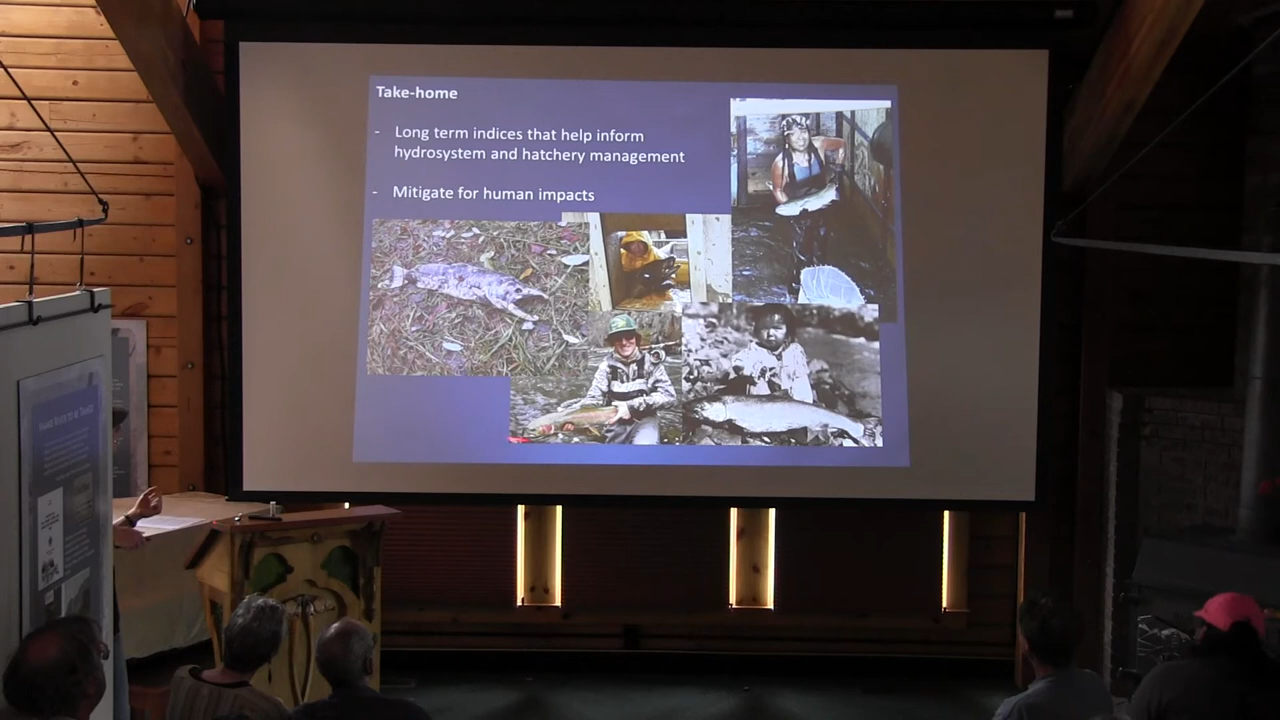 Take-home
- Long term indices that help inform
hydrosystem and hatchery management
- Mitigate for human impacts